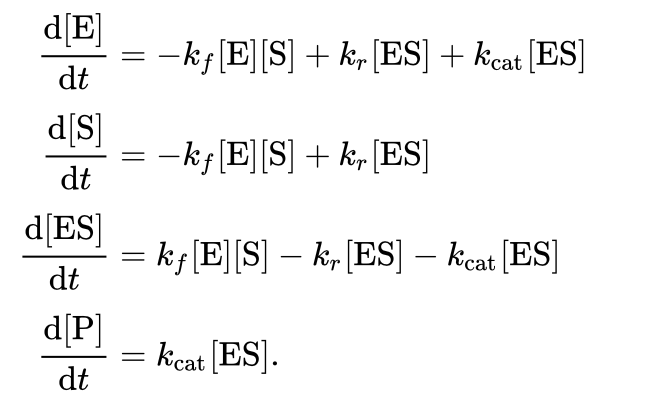 d[E]/dt = −k_f[E][S] + k_r[ES] + k_cat[ES]
d[S]/dt = −k_f[E][S] + k_r[ES]
d[ES]/dt = k_f[E][S] − k_r[ES] − k_cat[ES]
d[P]/dt = k_cat[ES].